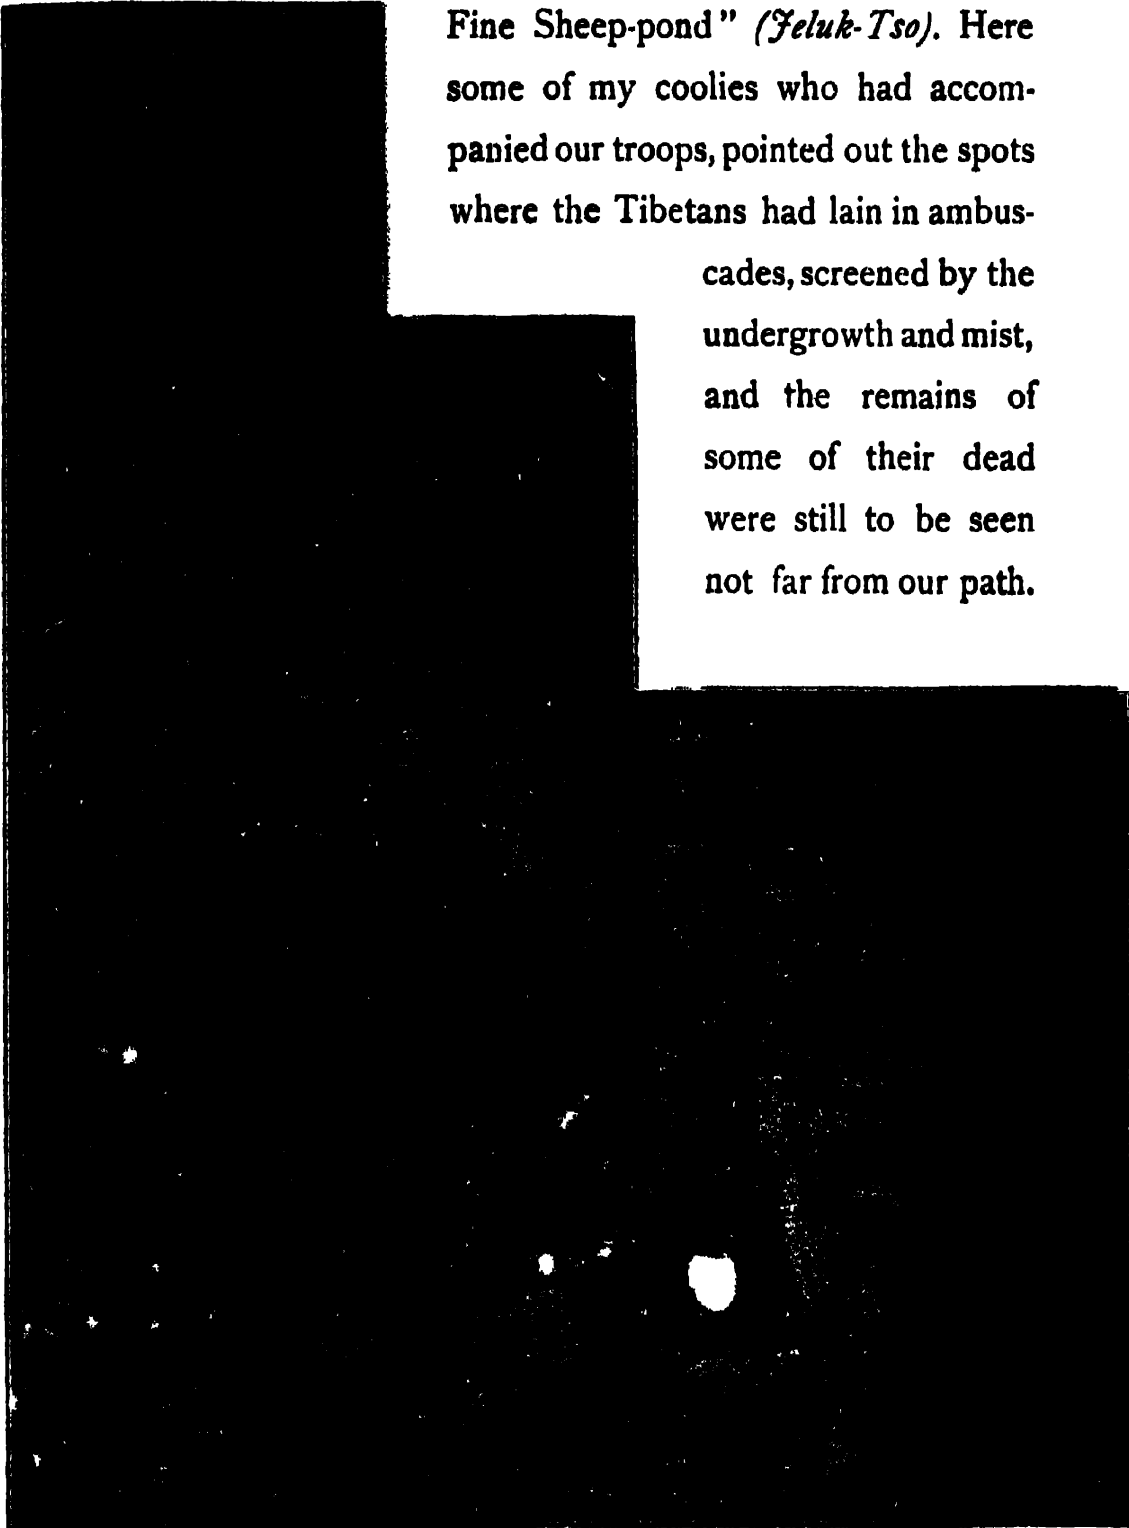 Fine Sheep-pond” (Jeluk-Tso). Here
some of my coolies who had accom-
panied our troops, pointed out the spots
where the Tibetans had lain in ambus-
cades, screened by the
undergrowth and mist,
and the remains of
some of their dead
were still to be seen
not far from our path.